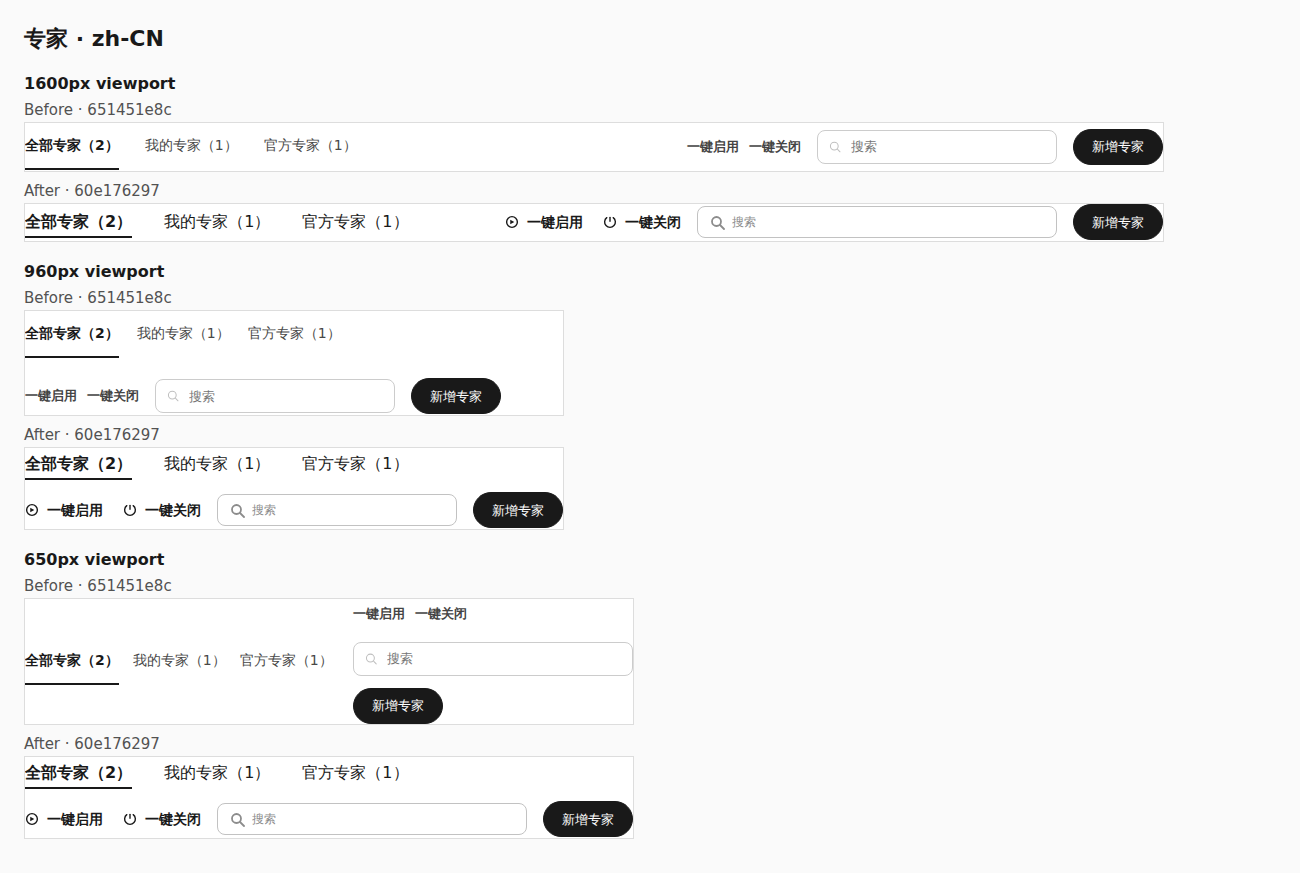 专家 · zh-CN
1600px viewport
Before · 651451e8c
全部专家（2） 我的专家（1） 官方专家（1） 一键启用 一键关闭 搜索 新增专家
After · 60e176297
全部专家（2） 我的专家（1） 官方专家（1） 一键启用 一键关闭 搜索 新增专家
960px viewport
Before · 651451e8c
全部专家（2） 我的专家（1） 官方专家（1）
一键启用 一键关闭 搜索 新增专家
After · 60e176297
全部专家（2） 我的专家（1） 官方专家（1）
一键启用 一键关闭 搜索 新增专家
650px viewport
Before · 651451e8c
一键启用 一键关闭
全部专家（2） 我的专家（1） 官方专家（1） 搜索
新增专家
After · 60e176297
全部专家（2） 我的专家（1） 官方专家（1）
一键启用 一键关闭 搜索 新增专家